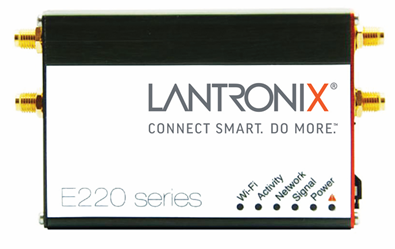 LANTRONIX®
CONNECT SMART. DO MORE.™
E220 series
Wi-Fi
Activity
Network
Signal
Power